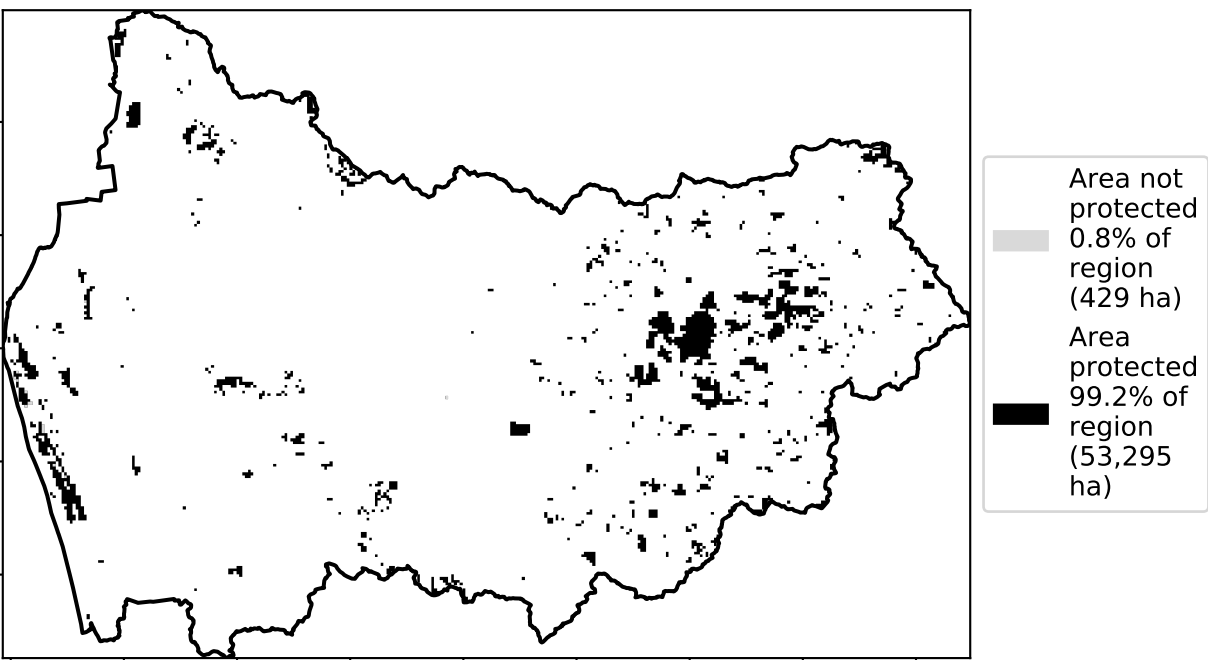 Area not
protected
0.8% of
region
(429 ha)
Area
protected
99.2% of
region
(53,295
ha)